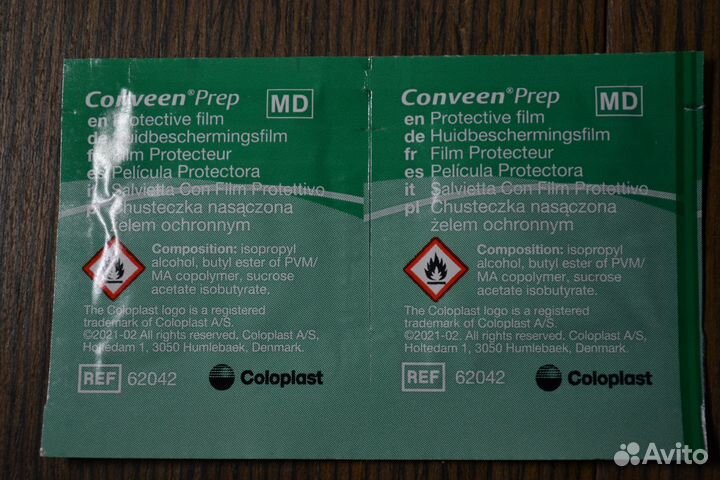 Conveen® Prep MD
en Protective film
de Huidbeschermingsfilm
fr Film Protecteur
es Película Protectora
it Salvietta Con Film Protettivo
pl Chusteczka nasączona
żelem ochronnym
Composition: isopropyl
alcohol, butyl ester of PVM/
MA copolymer, sucrose
acetate isobutyrate.
The Coloplast logo is a registered
trademark of Coloplast A/S.
©2021-02 All rights reserved. Coloplast A/S,
Holtedam 1, 3050 Humlebaek, Denmark.
REF 62042 Coloplast
Conveen® Prep MD
en Protective film
de Huidbeschermingsfilm
fr Film Protecteur
es Película Protectora
it Salvietta Con Film Protettivo
pl Chusteczka nasączona
żelem ochronnym
Composition: isopropyl
alcohol, butyl ester of PVM/
MA copolymer, sucrose
acetate isobutyrate.
The Coloplast logo is a registered
trademark of Coloplast A/S.
©2021-02 All rights reserved. Coloplast A/S,
Holtedam 1, 3050 Humlebaek, Denmark.
REF 62042 Coloplast
Avito